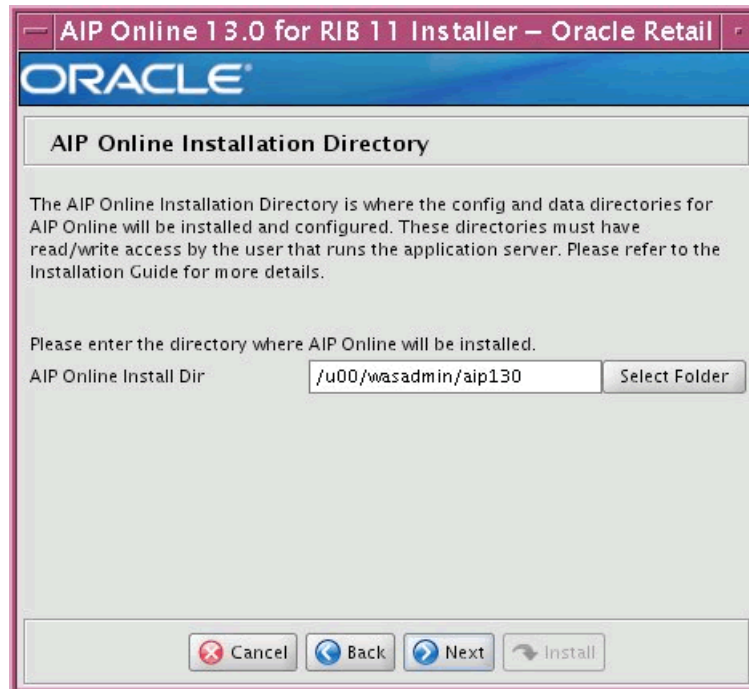 AIP Online 13.0 for RIB 11 Installer – Oracle Retail
ORACLE
AIP Online Installation Directory
The AIP Online Installation Directory is where the config and data directories for
AIP Online will be installed and configured. These directories must have
read/write access by the user that runs the application server. Please refer to the
Installation Guide for more details.
Please enter the directory where AIP Online will be installed.
AIP Online Install Dir /u00/wasadmin/aip130 Select Folder
Cancel Back Next Install